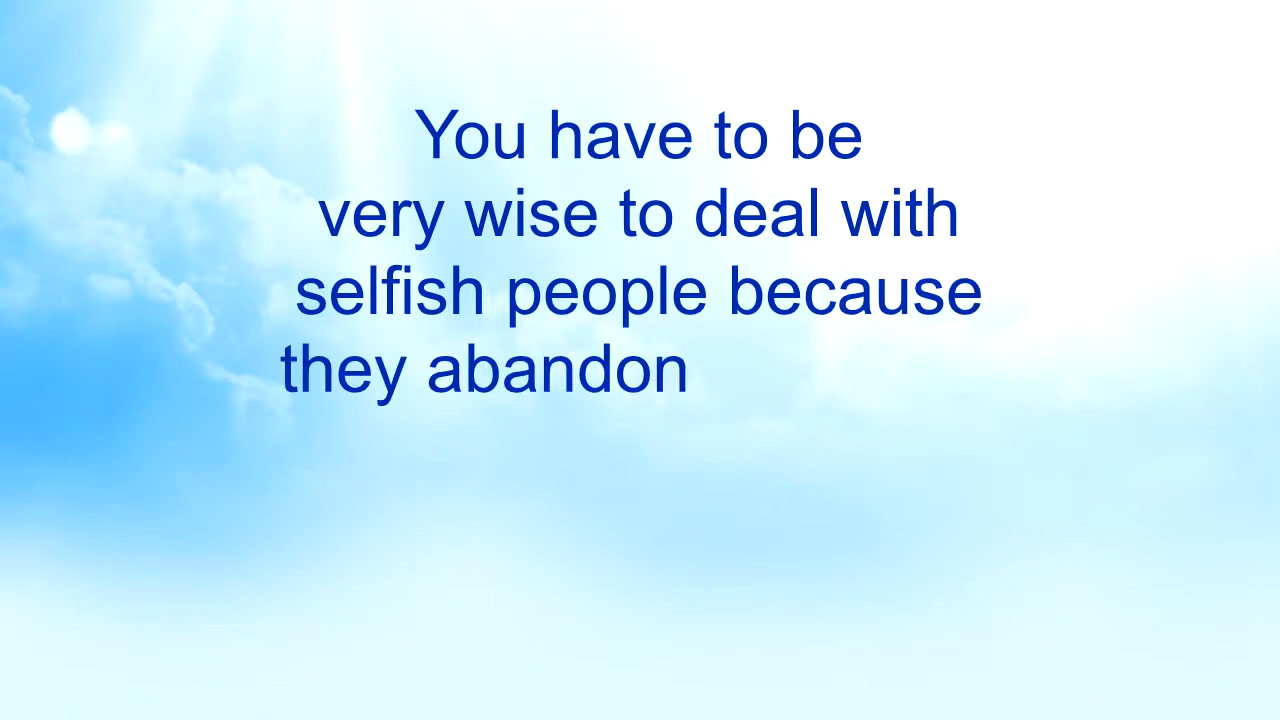 You have to be
very wise to deal with
selfish people because
they abandon